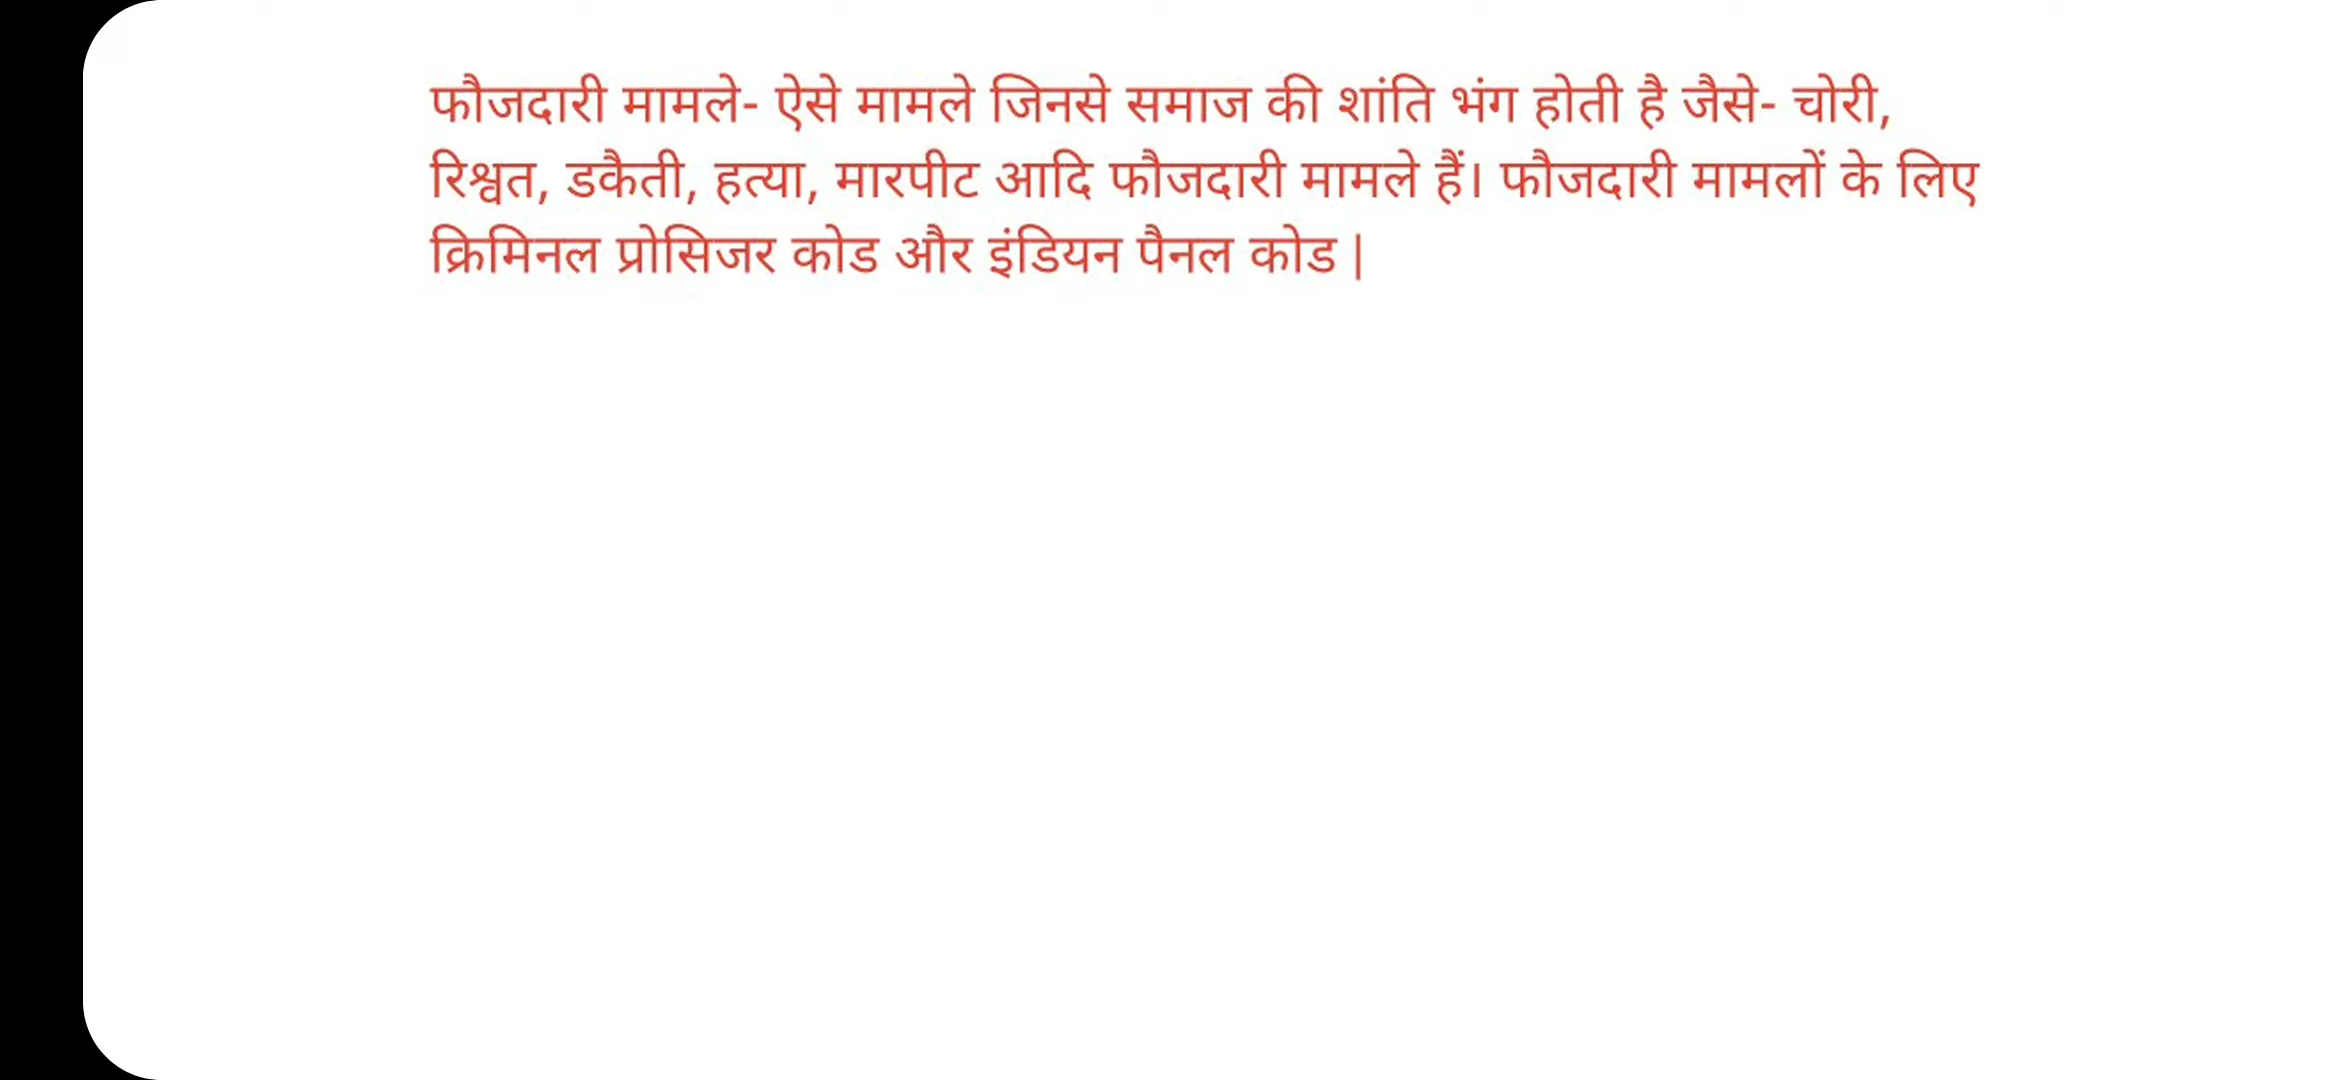 फौजदारी मामले- ऐसे मामले जिनसे समाज की शांति भंग होती है जैसे- चोरी,
रिश्वत, डकैती, हत्या, मारपीट आदि फौजदारी मामले हैं। फौजदारी मामलों के लिए
क्रिमिनल प्रोसिजर कोड और इंडियन पैनल कोड |